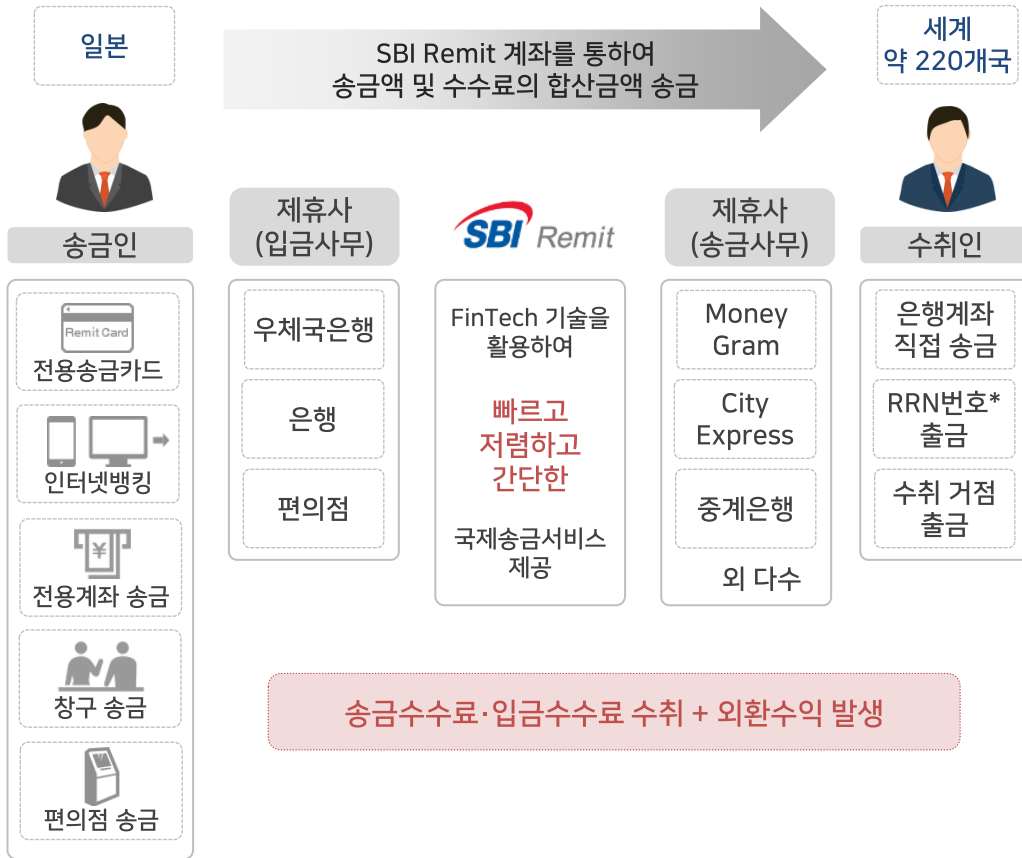 일본
SBI Remit 계좌를 통하여
송금액 및 수수료의 합산금액 송금
세계
약 220개국
송금인
제휴사
(입금사무)
SBI Remit
제휴사
(송금사무)
수취인
Remit Card
전용송금카드
인터넷뱅킹
¥
전용계좌 송금
창구 송금
편의점 송금
우체국은행
은행
편의점
FinTech 기술을
활용하여
빠르고
저렴하고
간단한
국제송금서비스
제공
Money
Gram
City
Express
중계은행
외 다수
은행계좌
직접 송금
RRN번호*
출금
수취 거점
출금
송금수수료·입금수수료 수취 + 외환수익 발생